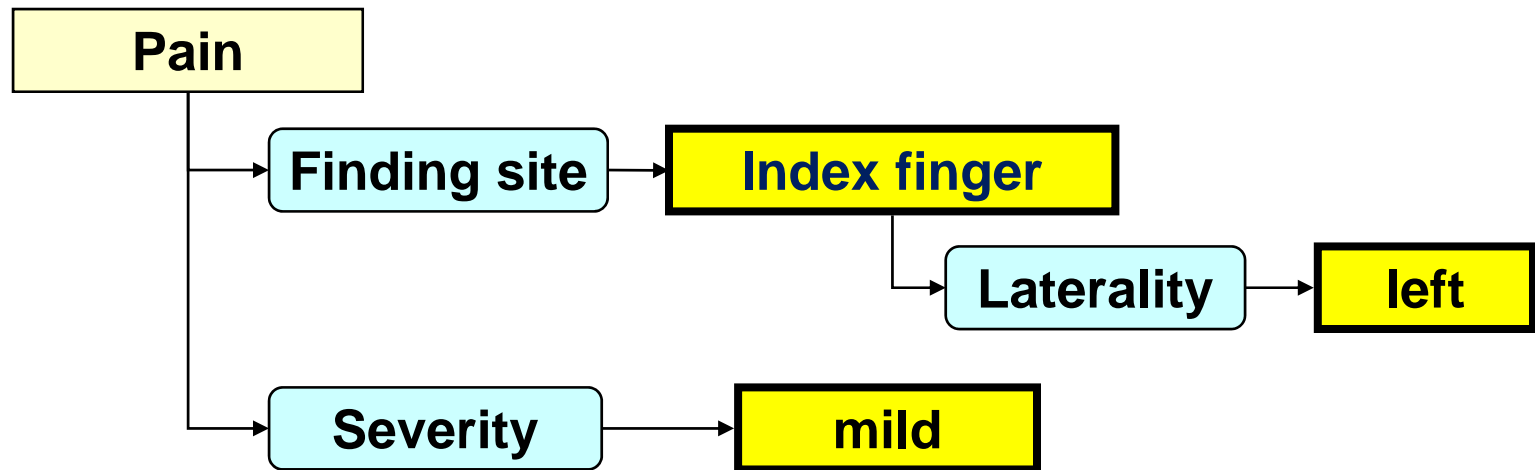 Pain
Finding site
Index finger
Laterality
left
Severity
mild